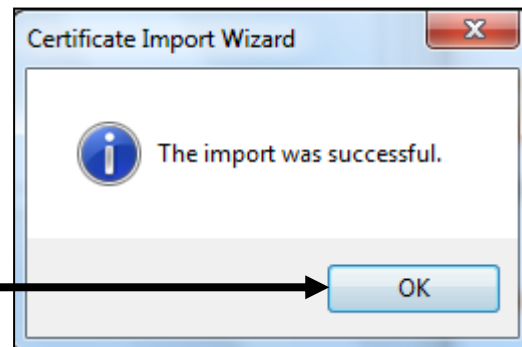 Certificate Import Wizard
The import was successful.
OK